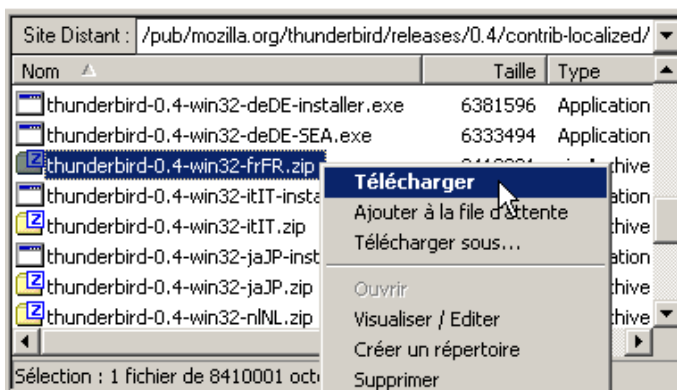 Site Distant : /pub/mozilla.org/thunderbird/releases/0.4/contrib-localized/
Nom Taille Type
thunderbird-0.4-win32-deDE-installer.exe 6381596 Application
thunderbird-0.4-win32-deDE-SEA.exe 6333494 Application
thunderbird-0.4-win32-frFR.zip
Télécharger
thunderbird-0.4-win32-itIT-insta
Ajouter à la file d'attente
thunderbird-0.4-win32-itIT.zip
Télécharger sous...
thunderbird-0.4-win32-jaJP-inst
thunderbird-0.4-win32-jaJP.zip
Ouvrir
thunderbird-0.4-win32-nlNL.zip
Visualiser / Editer
Créer un répertoire
Sélection : 1 fichier de 8410001 oct
Supprimer